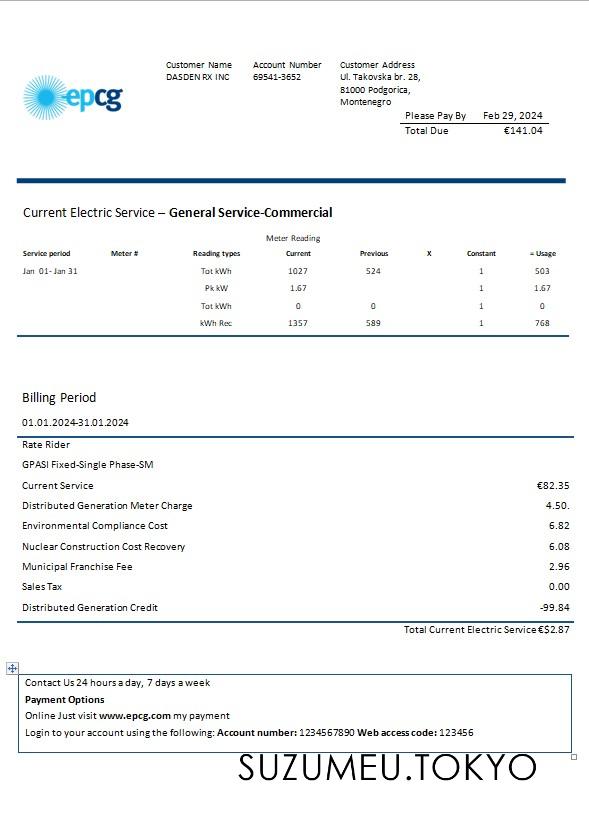 epcg
Customer Name Account Number Customer Address
DASDEN RX INC 69541-3652 Ul. Takovska br. 28,
81000 Podgorica,
Montenegro
Please Pay By Feb 29, 2024
Total Due €141.04
Current Electric Service – General Service-Commercial
Meter Reading
Service period Meter # Reading types Current Previous X Constant = Usage
Jan 01- Jan 31 Tot kWh 1027 524 1 503
Pk kW 1.67 1 1.67
Tot kWh 0 0 1 0
kWh Rec 1357 589 1 768
Billing Period
01.01.2024-31.01.2024
Rate Rider
GPASI Fixed-Single Phase-SM
Current Service €82.35
Distributed Generation Meter Charge 4.50.
Environmental Compliance Cost 6.82
Nuclear Construction Cost Recovery 6.08
Municipal Franchise Fee 2.96
Sales Tax 0.00
Distributed Generation Credit -99.84
Total Current Electric Service €$2.87
Contact Us 24 hours a day, 7 days a week
Payment Options
Online Just visit www.epcg.com my payment
Login to your account using the following: Account number: 1234567890 Web access code: 123456
SUZUMEU.TOKYO